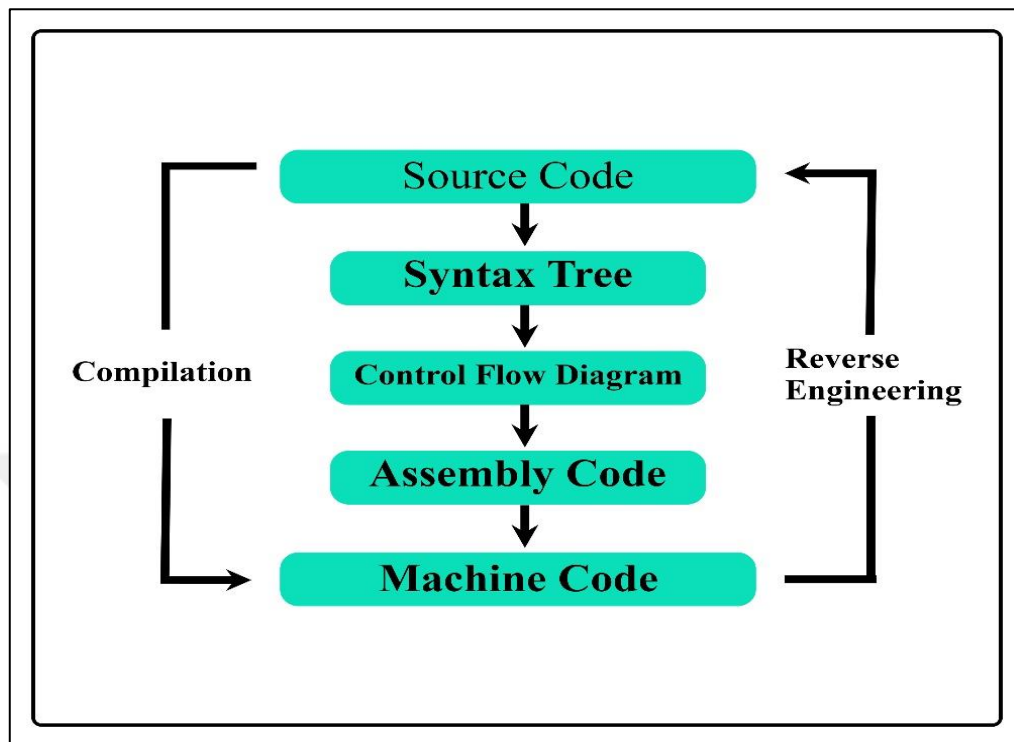 Source Code
Syntax Tree
Control Flow Diagram
Compilation
Reverse
Engineering
Assembly Code
Machine Code